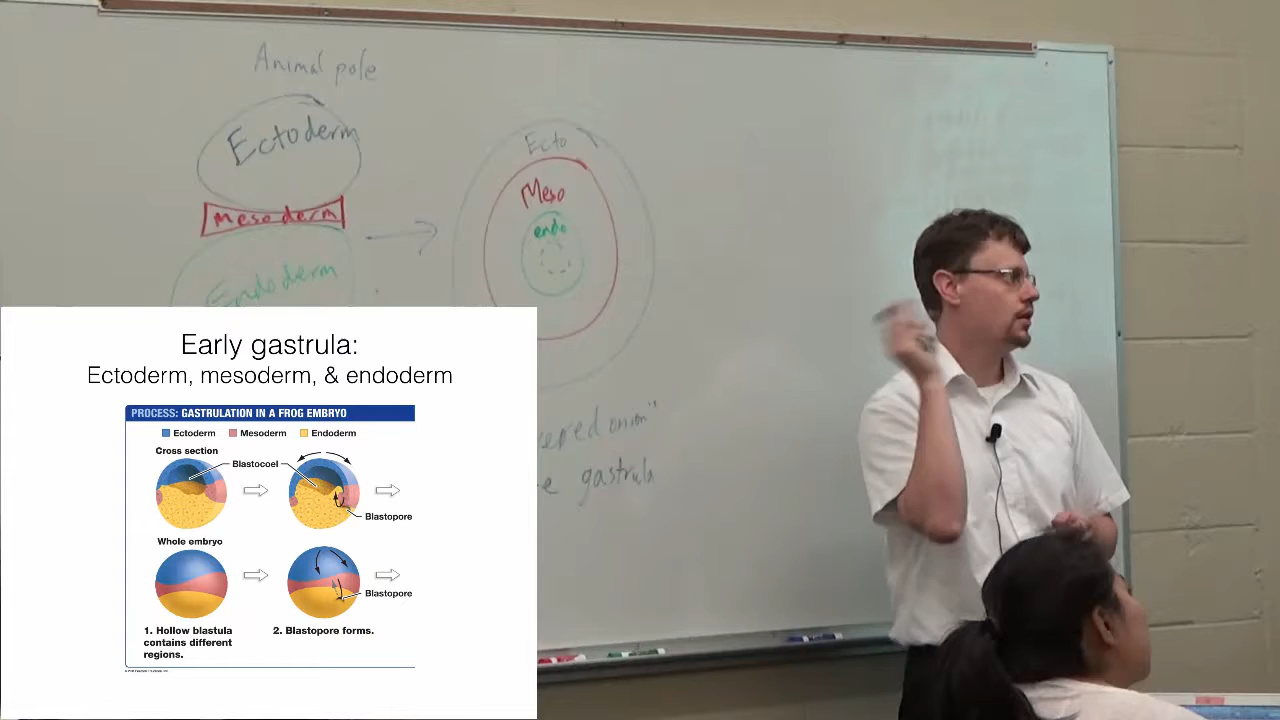 Animal pole
Ectoderm
Mesoderm
Endoderm
Ecto
Meso
endo
onion"
gastrula
Early gastrula:
Ectoderm, mesoderm, & endoderm
PROCESS: GASTRULATION IN A FROG EMBRYO
Ectoderm Mesoderm Endoderm
Cross section
Blastocoel
Blastopore
Whole embryo
Blastopore
1. Hollow blastula
contains different
regions.
2. Blastopore forms.